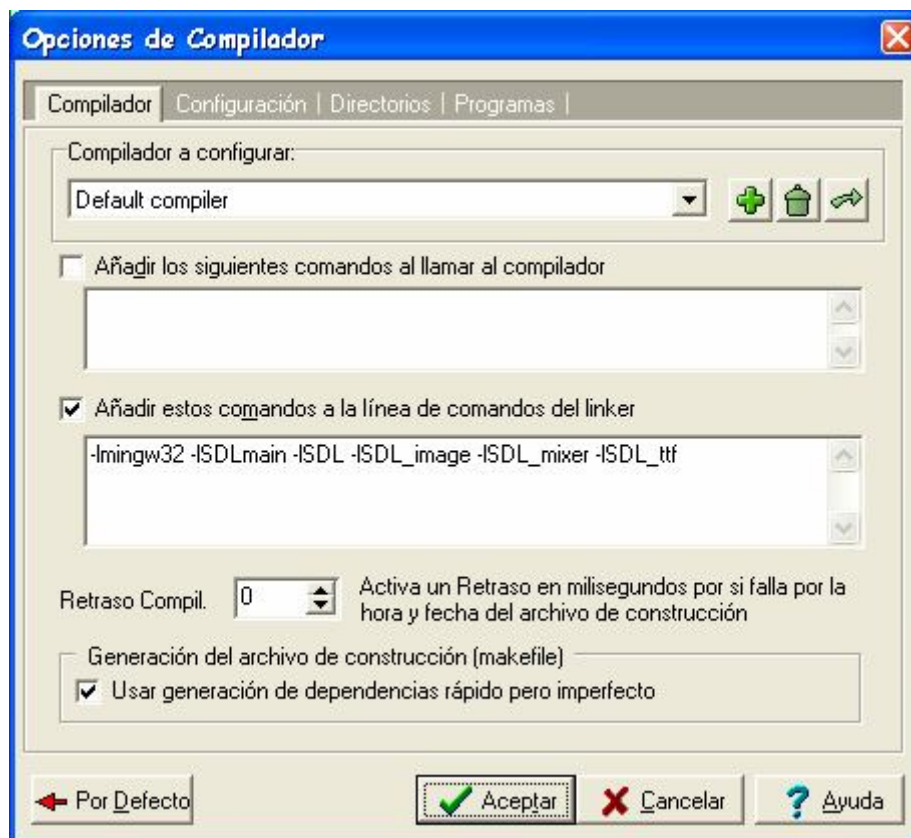 Opciones de Compilador
Compilador Configuración | Directorios | Programas |
Compilador a configurar:
Default compiler
Añadir los siguientes comandos al llamar al compilador
Añadir estos comandos a la línea de comandos del linker
-lmingw32 -lSDLmain -lSDL -lSDL_image -lSDL_mixer -lSDL_ttf
Retraso Compil. 0 Activa un Retraso en milisegundos por si falla por la
hora y fecha del archivo de construcción
Generación del archivo de construcción (makefile)
Usar generación de dependencias rápido pero imperfecto
Por Defecto Aceptar Cancelar ? Ayuda